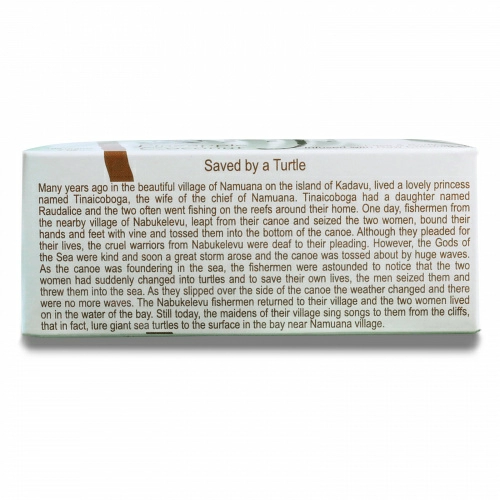 Saved by a Turtle
Many years ago in the beautiful village of Namuana on the island of Kadavu, lived a lovely princess
named Tinaicoboga, the wife of the chief of Namuana. Tinaicoboga had a daughter named
Raudalice and the two often went fishing on the reefs around their home. One day, fishermen from
the nearby village of Nabukelevu, leapt from their canoe and seized the two women, bound their
hands and feet with vine and tossed them into the bottom of the canoe. Although they pleaded for
their lives, the cruel warriors from Nabukelevu were deaf to their pleading. However, the Gods of
the Sea were kind and soon a great storm arose and the canoe was tossed about by huge waves.
As the canoe was foundering in the sea, the fishermen were astounded to notice that the two
women had suddenly changed into turtles and to save their own lives, the men seized them and
threw them into the sea. As they slipped over the side of the canoe the weather changed and there
were no more waves. The Nabukelevu fishermen returned to their village and the two women lived
on in the water of the bay. Still today, the maidens of their village sing songs to them from the cliffs,
that in fact, lure giant sea turtles to the surface in the bay near Namuana village.